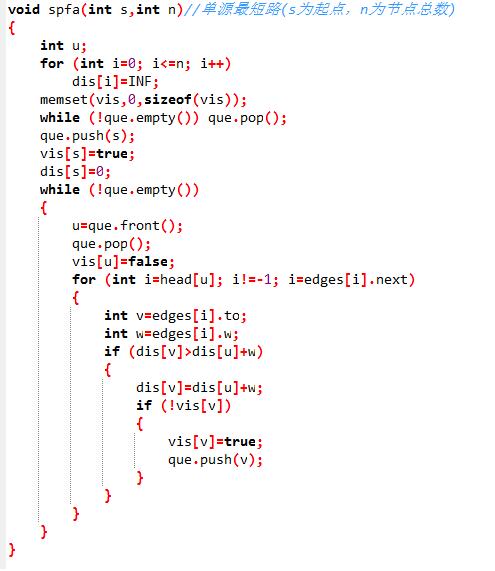 void spfa(int s,int n)//单源最短路(s为起点，n为节点总数)
{
    int u;
    for (int i=0; i<=n; i++)
        dis[i]=INF;
    memset(vis,0,sizeof(vis));
    while (!que.empty()) que.pop();
    que.push(s);
    vis[s]=true;
    dis[s]=0;
    while (!que.empty())
    {
        u=que.front();
        que.pop();
        vis[u]=false;
        for (int i=head[u]; i!=-1; i=edges[i].next)
        {
            int v=edges[i].to;
            int w=edges[i].w;
            if (dis[v]>dis[u]+w)
            {
                dis[v]=dis[u]+w;
                if (!vis[v])
                {
                    vis[v]=true;
                    que.push(v);
                }
            }
        }
    }
}